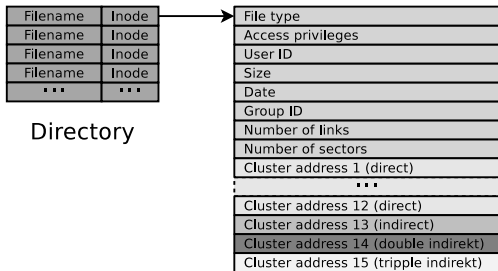 Filename Inode
Filename Inode
Filename Inode
Filename Inode
... ...
Directory
File type
Access privileges
User ID
Size
Date
Group ID
Number of links
Number of sectors
Cluster address 1 (direct)
...
Cluster address 12 (direct)
Cluster address 13 (indirect)
Cluster address 14 (double indirekt)
Cluster address 15 (tripple indirekt)